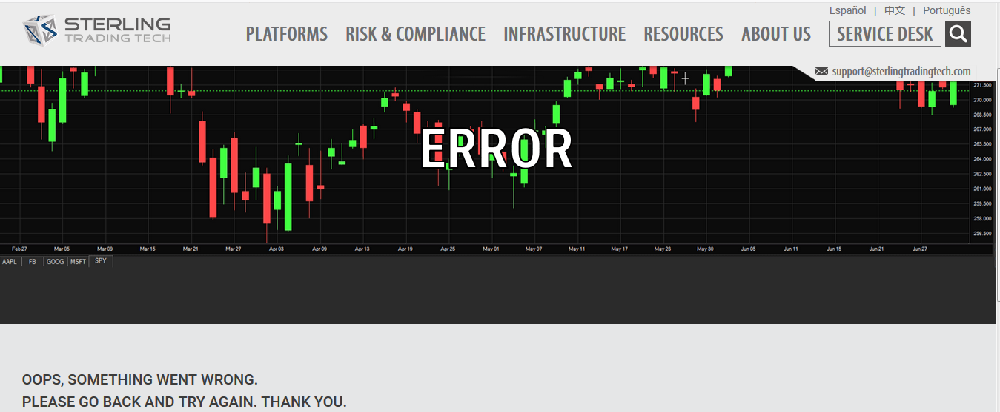 Español | 中文 | Português
STERLING
TRADING TECH
PLATFORMS RISK & COMPLIANCE INFRASTRUCTURE RESOURCES ABOUT US SERVICE DESK
support@sterlingtradingtech.com
271.500
270.000
268.500
267.000
265.500
264.000
262.500
261.000
259.500
258.000
256.500
ERROR
Feb 27 Mar 05 Mar 09 Mar 15 Mar 21 Mar 27 Apr 03 Apr 09 Apr 13 Apr 19 Apr 25 May 01 May 07 May 11 May 17 May 23 May 30 Jun 05 Jun 11 Jun 15 Jun 21 Jun 27
AAPL FB GOOG MSFT SPY
OOPS, SOMETHING WENT WRONG.
PLEASE GO BACK AND TRY AGAIN. THANK YOU.